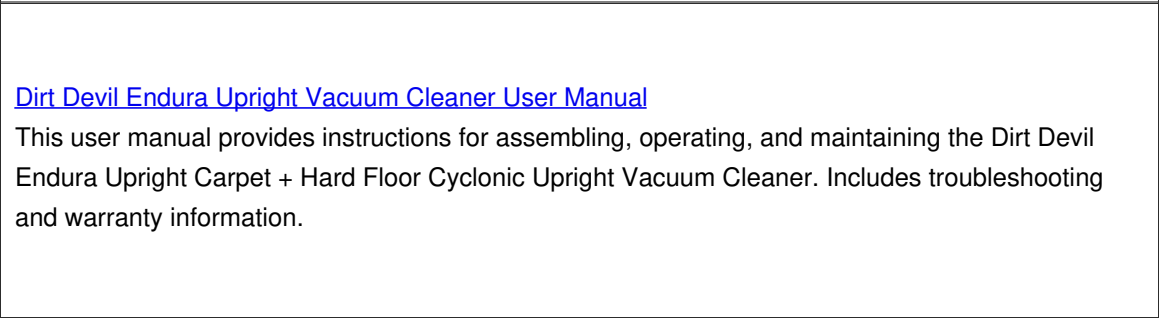 Dirt Devil Endura Upright Vacuum Cleaner User Manual
This user manual provides instructions for assembling, operating, and maintaining the Dirt Devil
Endura Upright Carpet + Hard Floor Cyclonic Upright Vacuum Cleaner. Includes troubleshooting
and warranty information.